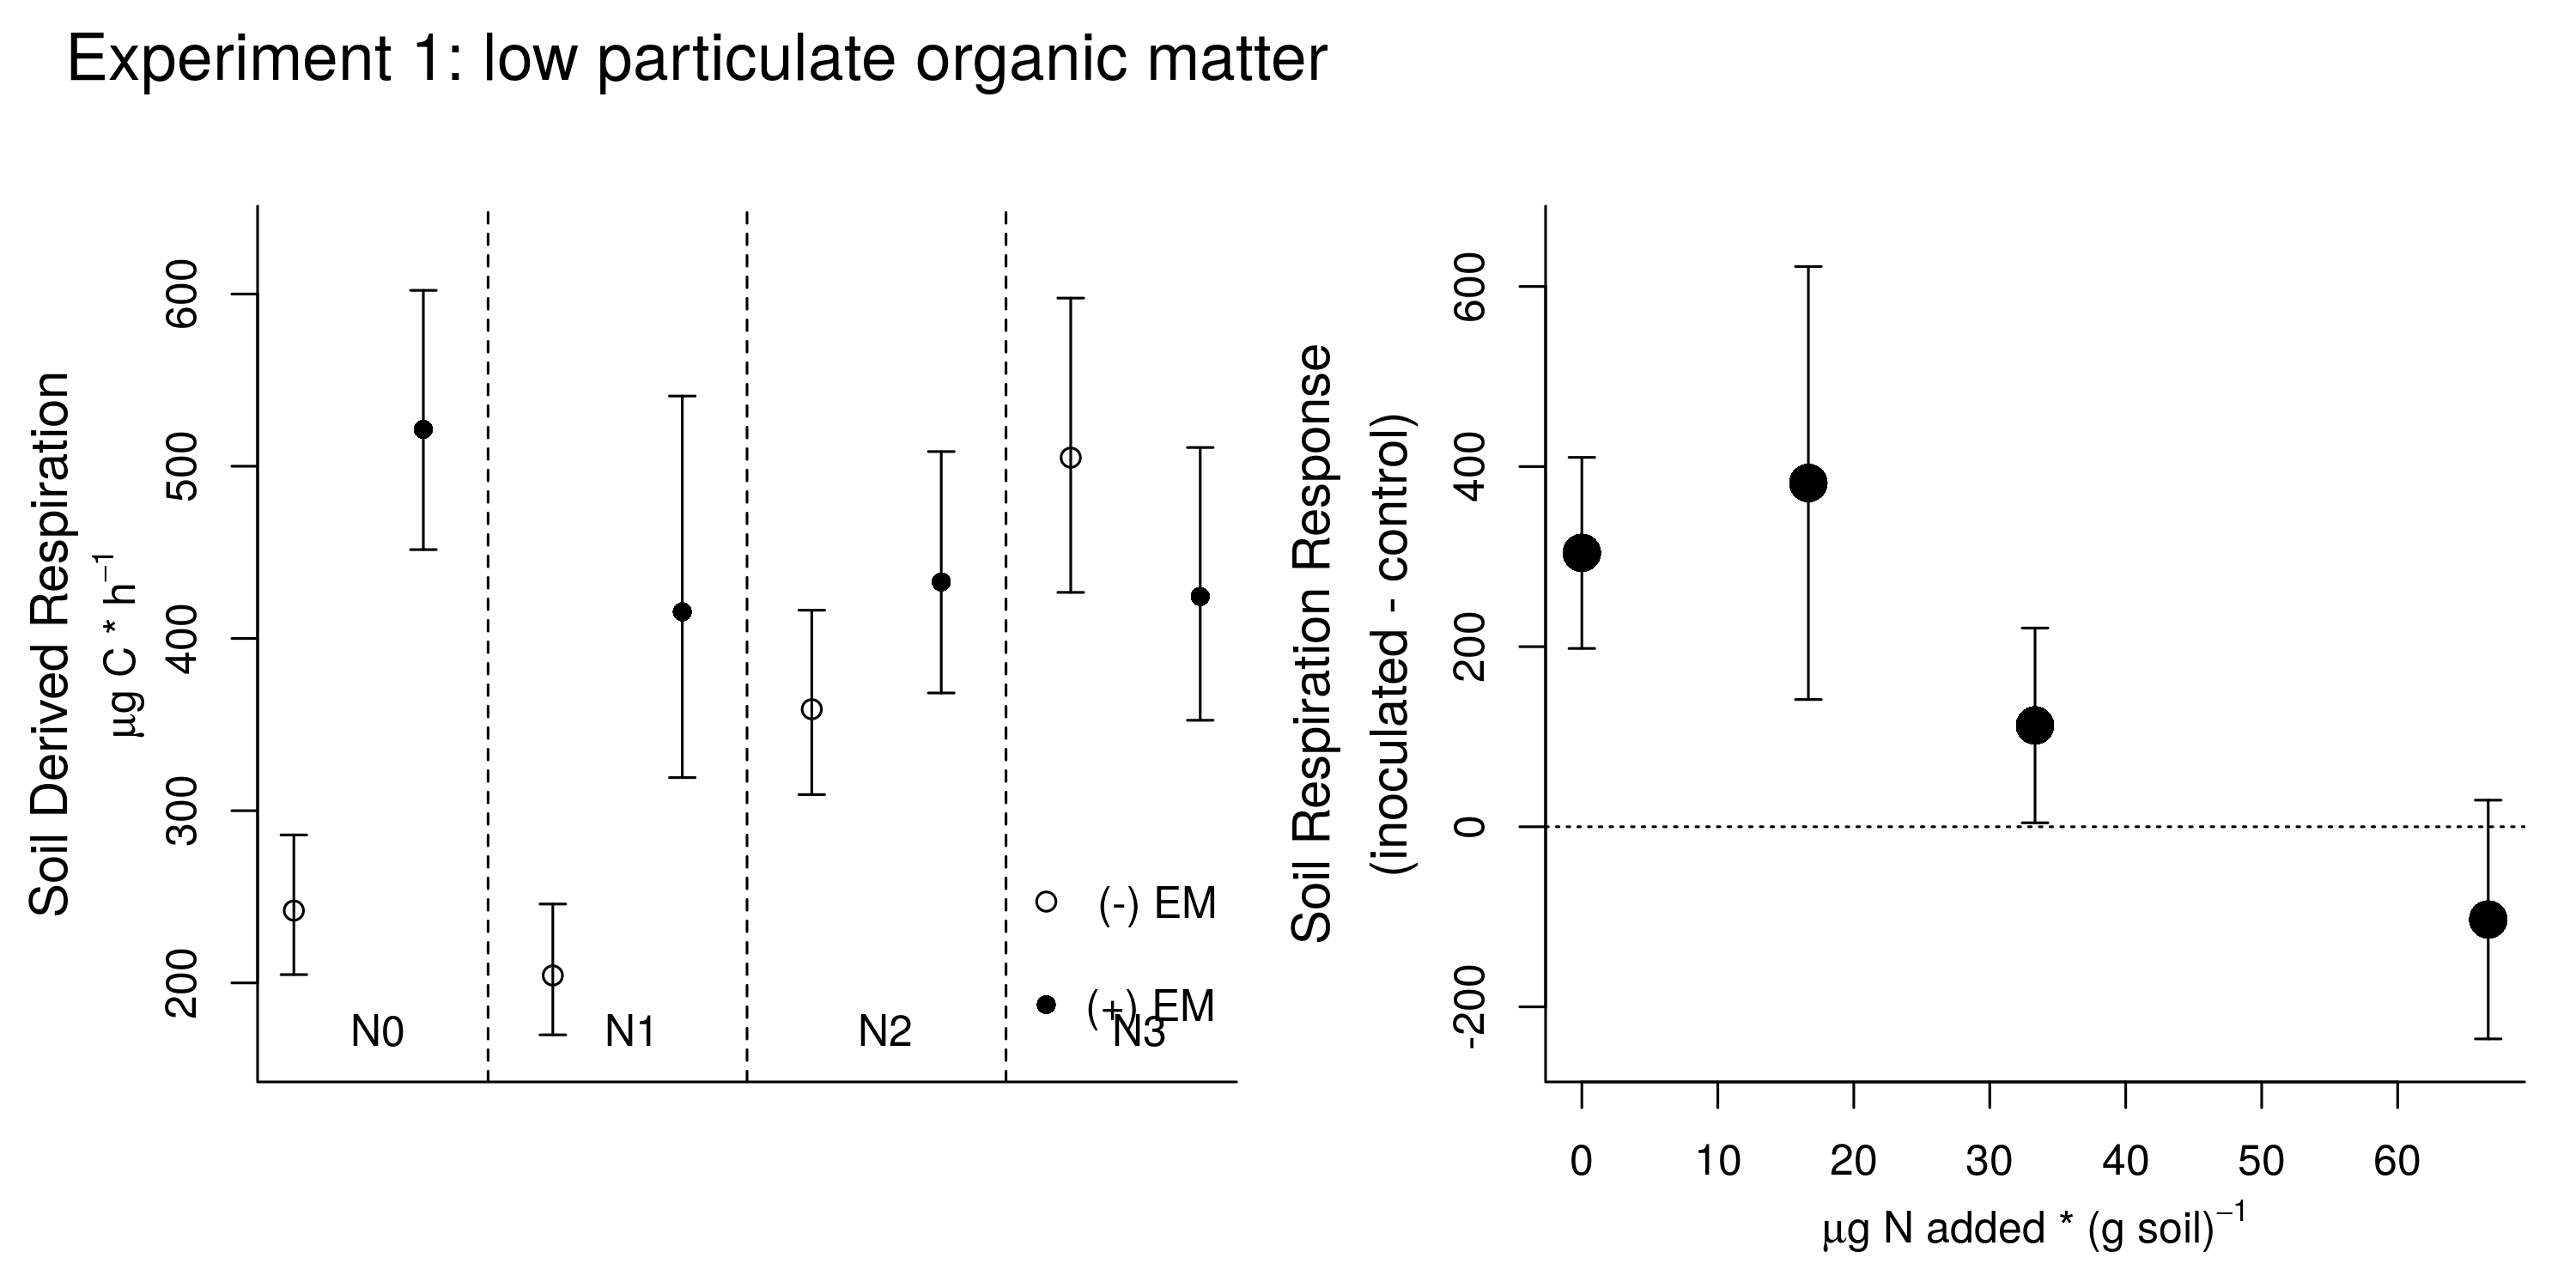 Experiment 1: low particulate organic matter
Soil Derived Respiration
µg C * h⁻¹
600
500
400
300
200
N0
N1
N2
N3
(-) EM
(+) EM
Soil Respiration Response
(inoculated - control)
600
400
200
0
-200
0 10 20 30 40 50 60
µg N added * (g soil)⁻¹